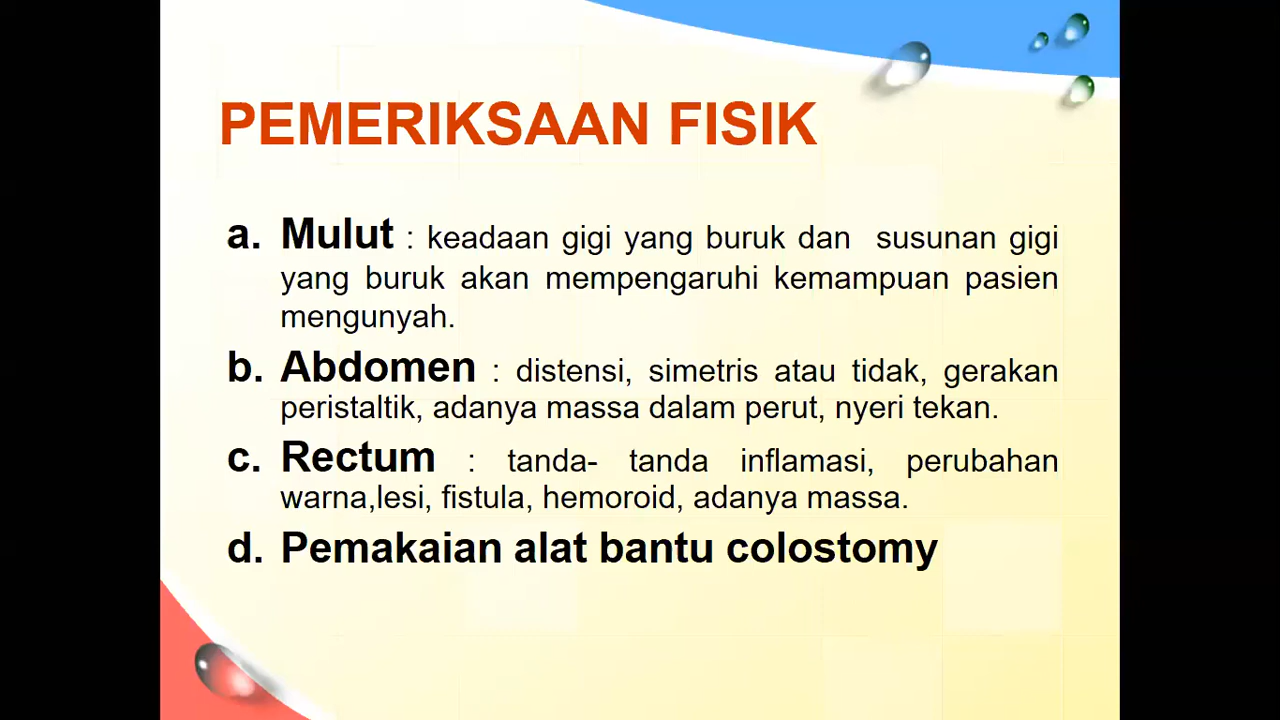 PEMERIKSAAN FISIK
a. Mulut : keadaan gigi yang buruk dan susunan gigi
yang buruk akan mempengaruhi kemampuan pasien
mengunyah.
b. Abdomen : distensi, simetris atau tidak, gerakan
peristaltik, adanya massa dalam perut, nyeri tekan.
c. Rectum : tanda- tanda inflamasi, perubahan
warna,lesi, fistula, hemoroid, adanya massa.
d. Pemakaian alat bantu colostomy